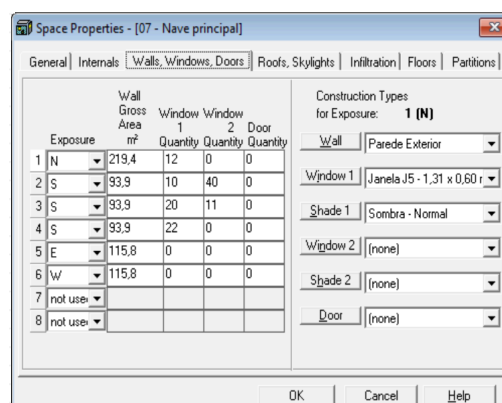 Space Properties - [07 - Nave principal]
General Internals Walls, Windows, Doors Roofs, Skylights Infiltration Floors Partitions
Exposure Wall Gross Area m² Window 1 Quantity Window 2 Quantity Door Quantity
1 N 219,4 12 0 0
2 S 93,9 10 40 0
3 S 93,9 20 11 0
4 S 93,9 22 0 0
5 E 115,8 0 0 0
6 W 115,8 0 0 0
7 not use
8 not use
Construction Types
for Exposure: 1 (N)
Wall Parede Exterior
Window 1 Janela J5 - 1,31 x 0,60 r
Shade 1 Sombra - Normal
Window 2 (none)
Shade 2 (none)
Door (none)
OK Cancel Help